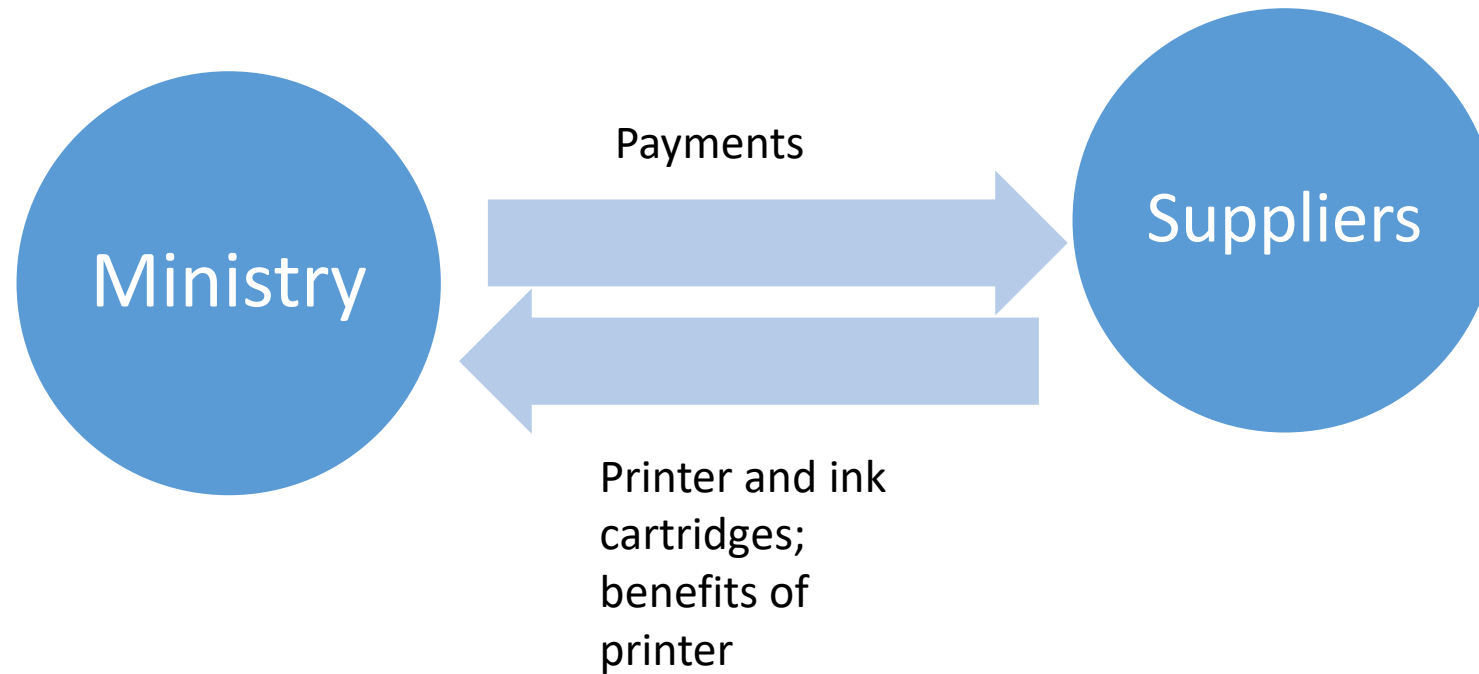 Payments
Suppliers
Ministry
Printer and ink
cartridges;
benefits of
printer